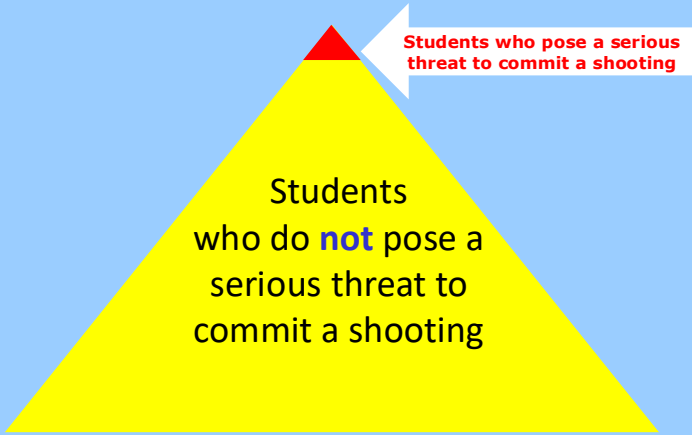 Students who pose a serious
threat to commit a shooting
Students
who do not pose a
serious threat to
commit a shooting